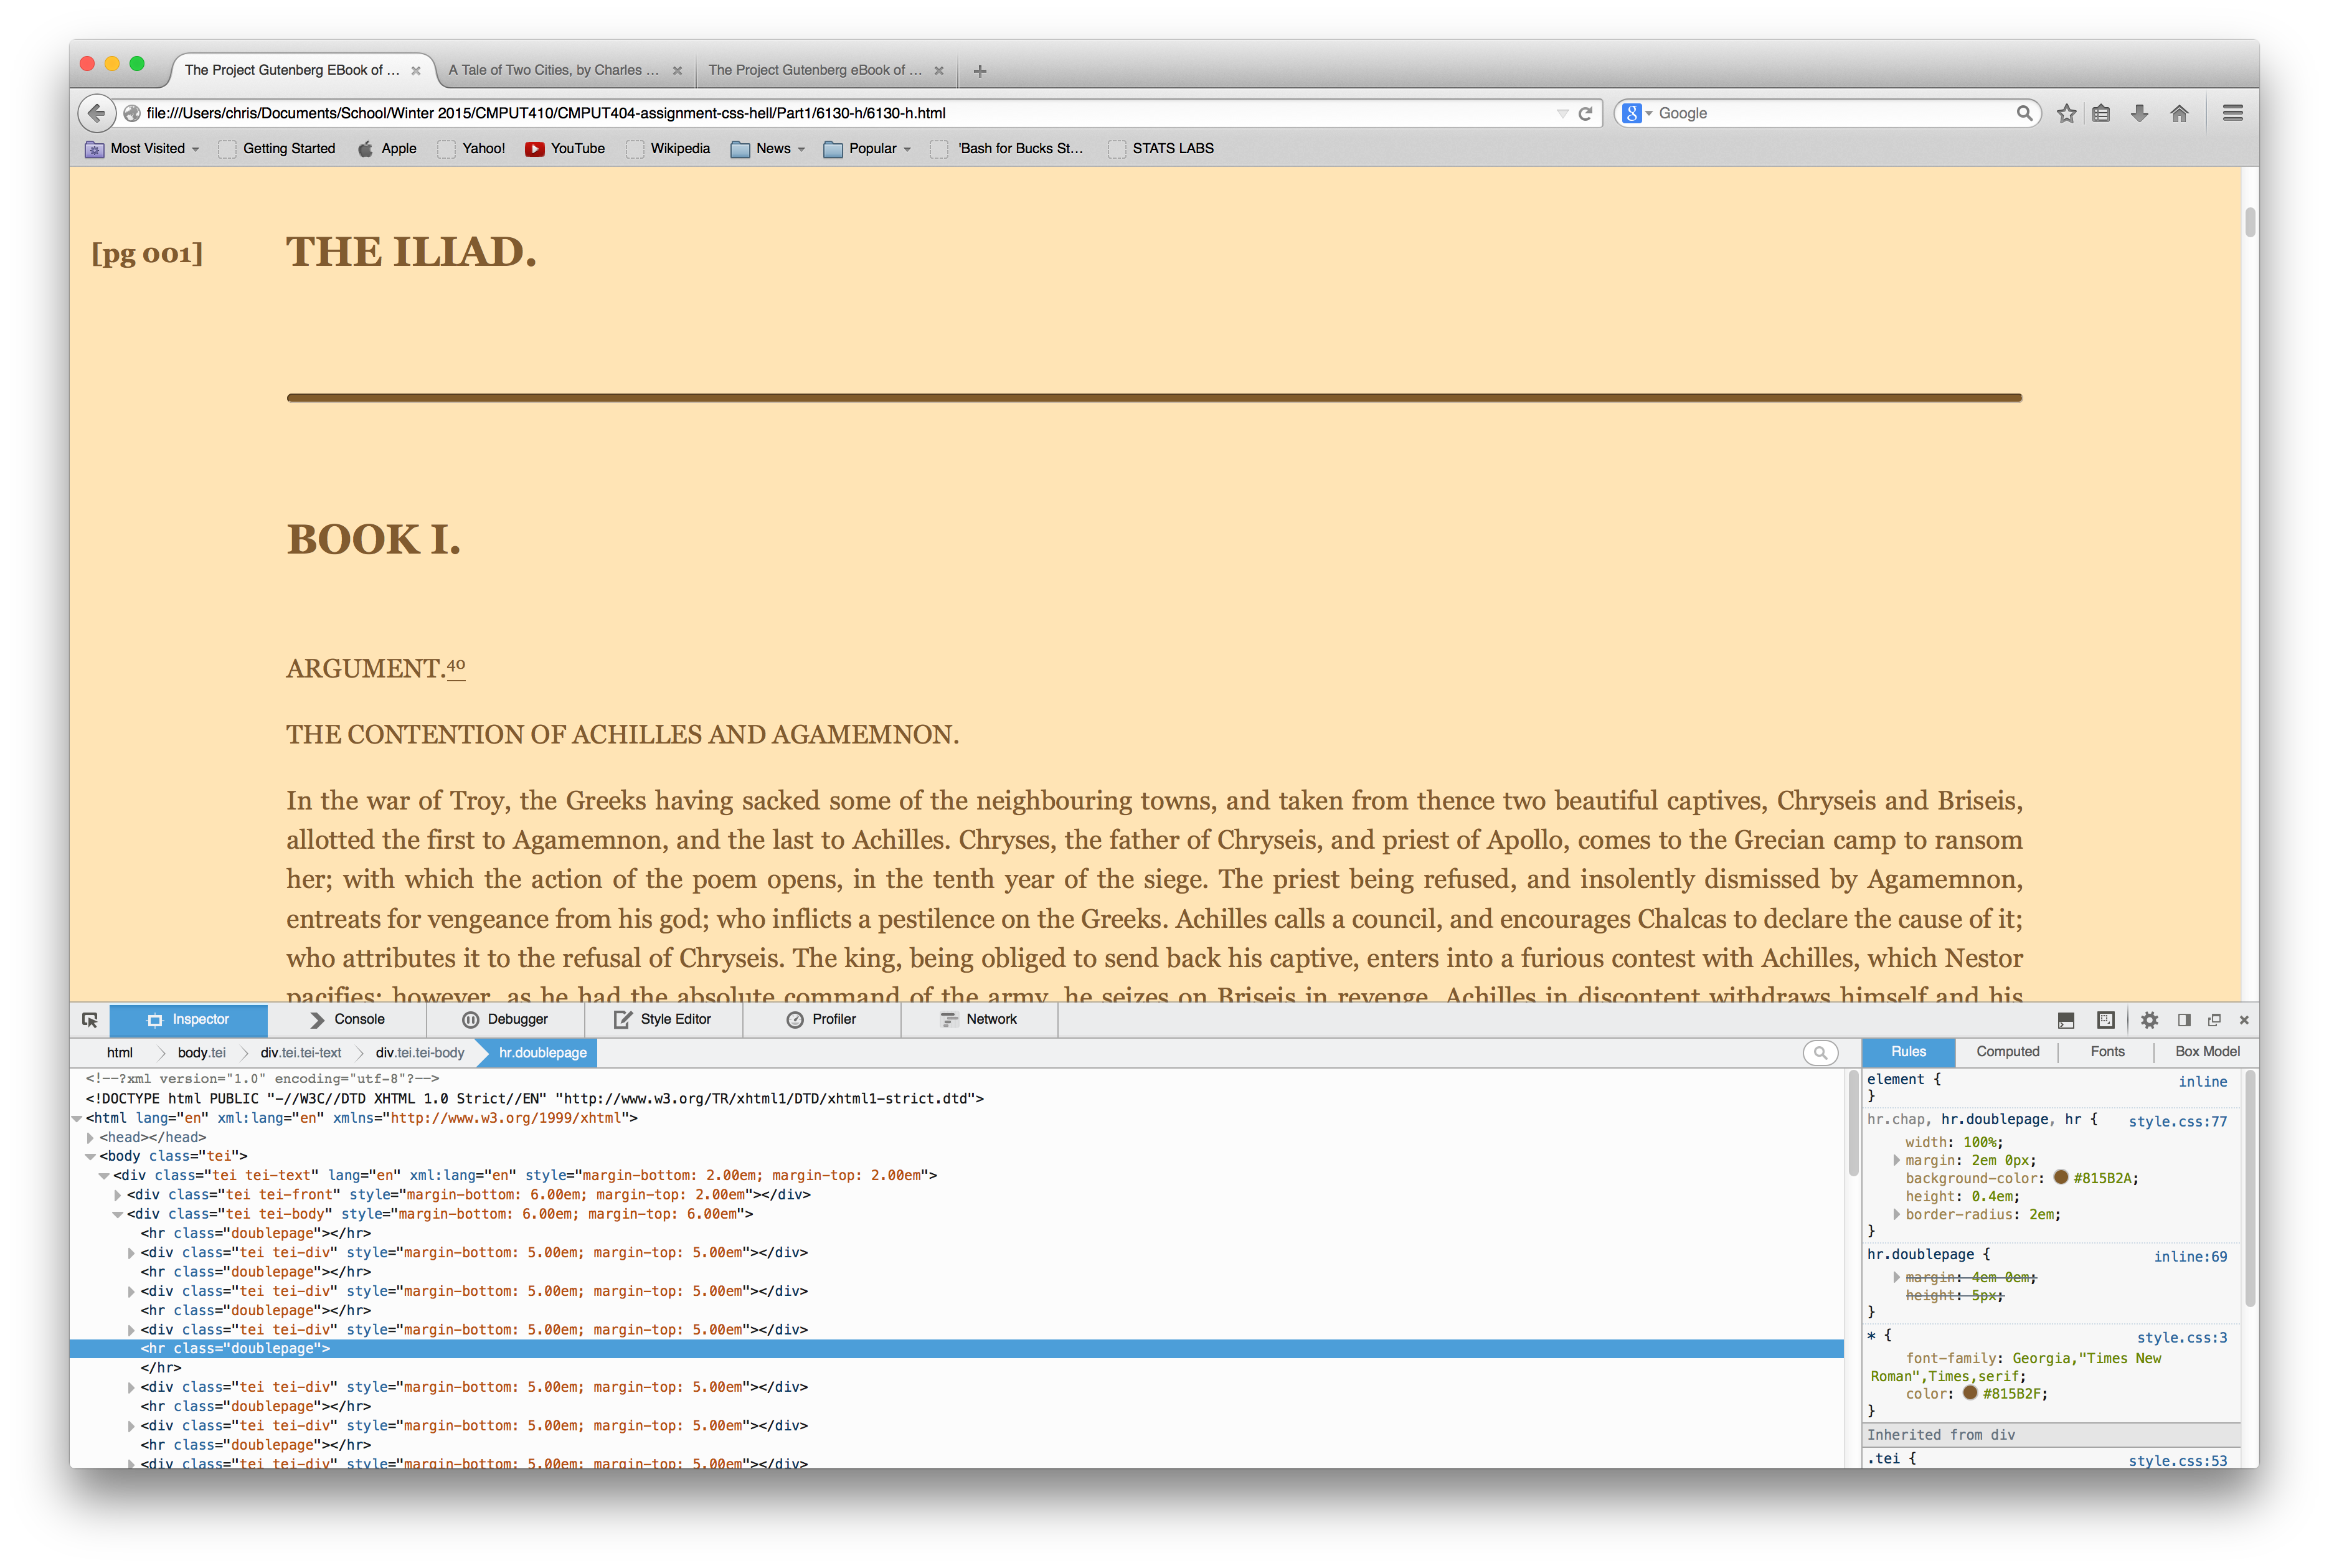 The Project Gutenberg EBook of ...
A Tale of Two Cities, by Charles ...
The Project Gutenberg eBook of ...
file:///Users/chris/Documents/School/Winter 2015/CMPUT410/CMPUT404-assignment-css-hell/Part1/6130-h/6130-h.html
Google
Most Visited Getting Started Apple Yahoo! YouTube Wikipedia News Popular 'Bash for Bucks St... STATS LABS
[pg 001] THE ILIAD.
BOOK I.
ARGUMENT.40
THE CONTENTION OF ACHILLES AND AGAMEMNON.
In the war of Troy, the Greeks having sacked some of the neighbouring towns, and taken from thence two beautiful captives, Chryseis and Briseis,
allotted the first to Agamemnon, and the last to Achilles. Chryses, the father of Chryseis, and priest of Apollo, comes to the Grecian camp to ransom
her; with which the action of the poem opens, in the tenth year of the siege. The priest being refused, and insolently dismissed by Agamemnon,
entreats for vengeance from his god; who inflicts a pestilence on the Greeks. Achilles calls a council, and encourages Chalcas to declare the cause of it;
who attributes it to the refusal of Chryseis. The king, being obliged to send back his captive, enters into a furious contest with Achilles, which Nestor
pacifies; however, as he had the absolute command of the army, he seizes on Briseis in revenge. Achilles in discontent withdraws himself and his
Inspector Console Debugger Style Editor Profiler Network
html body.tei div.tei.tei-text div.tei.tei-body hr.doublepage
<!--?xml version="1.0" encoding="utf-8"?-->
<!DOCTYPE html PUBLIC "-//W3C//DTD XHTML 1.0 Strict//EN" "http://www.w3.org/TR/xhtml1/DTD/xhtml1-strict.dtd">
<html lang="en" xml:lang="en" xmlns="http://www.w3.org/1999/xhtml">
<head></head>
<body class="tei">
<div class="tei tei-text" lang="en" xml:lang="en" style="margin-bottom: 2.00em; margin-top: 2.00em">
<div class="tei tei-front" style="margin-bottom: 6.00em; margin-top: 2.00em"></div>
<div class="tei tei-body" style="margin-bottom: 6.00em; margin-top: 6.00em">
<hr class="doublepage"></hr>
<div class="tei tei-div" style="margin-bottom: 5.00em; margin-top: 5.00em"></div>
<hr class="doublepage"></hr>
<div class="tei tei-div" style="margin-bottom: 5.00em; margin-top: 5.00em"></div>
<hr class="doublepage"></hr>
<div class="tei tei-div" style="margin-bottom: 5.00em; margin-top: 5.00em"></div>
<hr class="doublepage">
</hr>
<div class="tei tei-div" style="margin-bottom: 5.00em; margin-top: 5.00em"></div>
<hr class="doublepage"></hr>
<div class="tei tei-div" style="margin-bottom: 5.00em; margin-top: 5.00em"></div>
<hr class="doublepage"></hr>
<div class="tei tei-div" style="margin-bottom: 5.00em; margin-top: 5.00em"></div>
Rules Computed Fonts Box Model
element { inline
}
hr.chap, hr.doublepage, hr { style.css:77
width: 100%;
margin: 2em 0px;
background-color: #815B2A;
height: 0.4em;
border-radius: 2em;
}
hr.doublepage { inline:69
margin: 4em 0em;
height: 5px;
}
* { style.css:3
font-family: Georgia,"Times New
Roman",Times,serif;
color: #815B2F;
}
Inherited from div
.tei { style.css:53